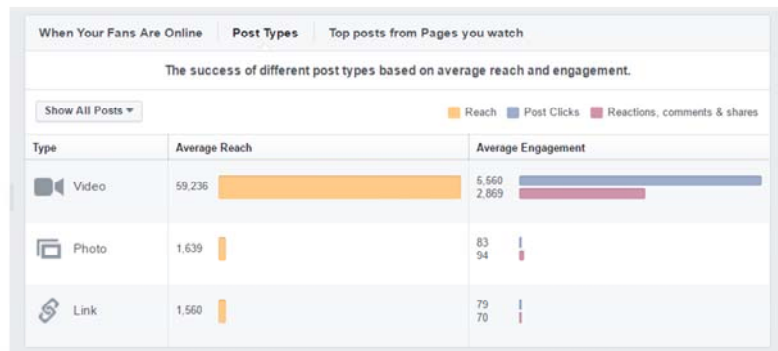 When Your Fans Are Online Post Types Top posts from Pages you watch
The success of different post types based on average reach and engagement.
Show All Posts Reach Post Clicks Reactions, comments & shares
Type Average Reach Average Engagement
Video 59,236 5,560
2,869
Photo 1,639 83
94
Link 1,560 79
70